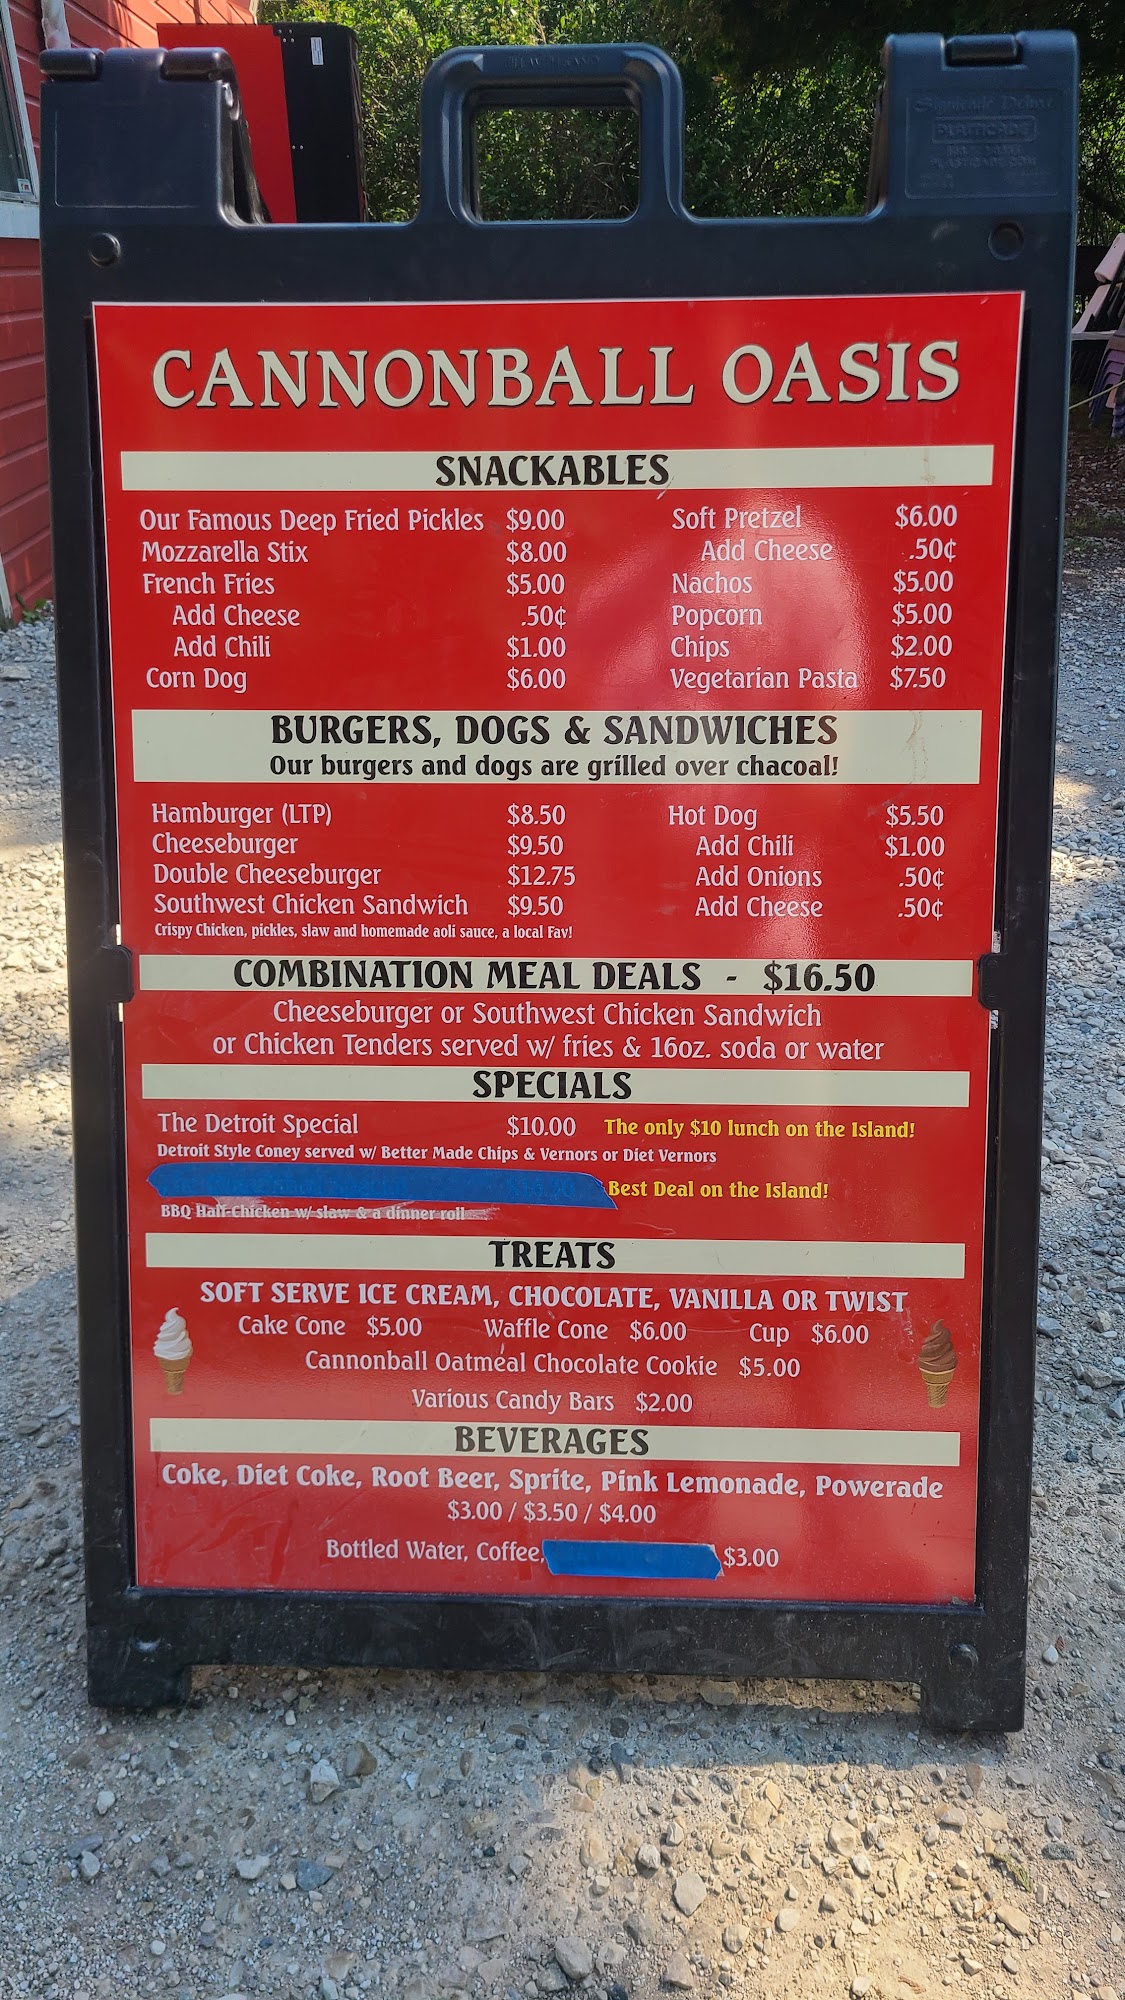 Signicade Deluxe
PLASTICADE
PLASTICADE.COM
CANNONBALL OASIS
SNACKABLES
Our Famous Deep Fried Pickles $9.00
Mozzarella Stix $8.00
French Fries $5.00
Add Cheese .50¢
Add Chili $1.00
Corn Dog $6.00
Soft Pretzel $6.00
Add Cheese .50¢
Nachos $5.00
Popcorn $5.00
Chips $2.00
Vegetarian Pasta $7.50
BURGERS, DOGS & SANDWICHES
Our burgers and dogs are grilled over chacoal!
Hamburger (LTP) $8.50
Cheeseburger $9.50
Double Cheeseburger $12.75
Southwest Chicken Sandwich $9.50
Crispy Chicken, pickles, slaw and homemade aoli sauce, a local Fav!
Hot Dog $5.50
Add Chili $1.00
Add Onions .50¢
Add Cheese .50¢
COMBINATION MEAL DEALS - $16.50
Cheeseburger or Southwest Chicken Sandwich
or Chicken Tenders served w/ fries & 16oz. soda or water
SPECIALS
The Detroit Special $10.00 The only $10 lunch on the Island!
Detroit Style Coney served w/ Better Made Chips & Vernors or Diet Vernors
Best Deal on the Island!
BBQ Half-Chicken w/ slaw & a dinner roll
TREATS
SOFT SERVE ICE CREAM, CHOCOLATE, VANILLA OR TWIST
Cake Cone $5.00 Waffle Cone $6.00 Cup $6.00
Cannonball Oatmeal Chocolate Cookie $5.00
Various Candy Bars $2.00
BEVERAGES
Coke, Diet Coke, Root Beer, Sprite, Pink Lemonade, Powerade
$3.00 / $3.50 / $4.00
Bottled Water, Coffee, $3.00